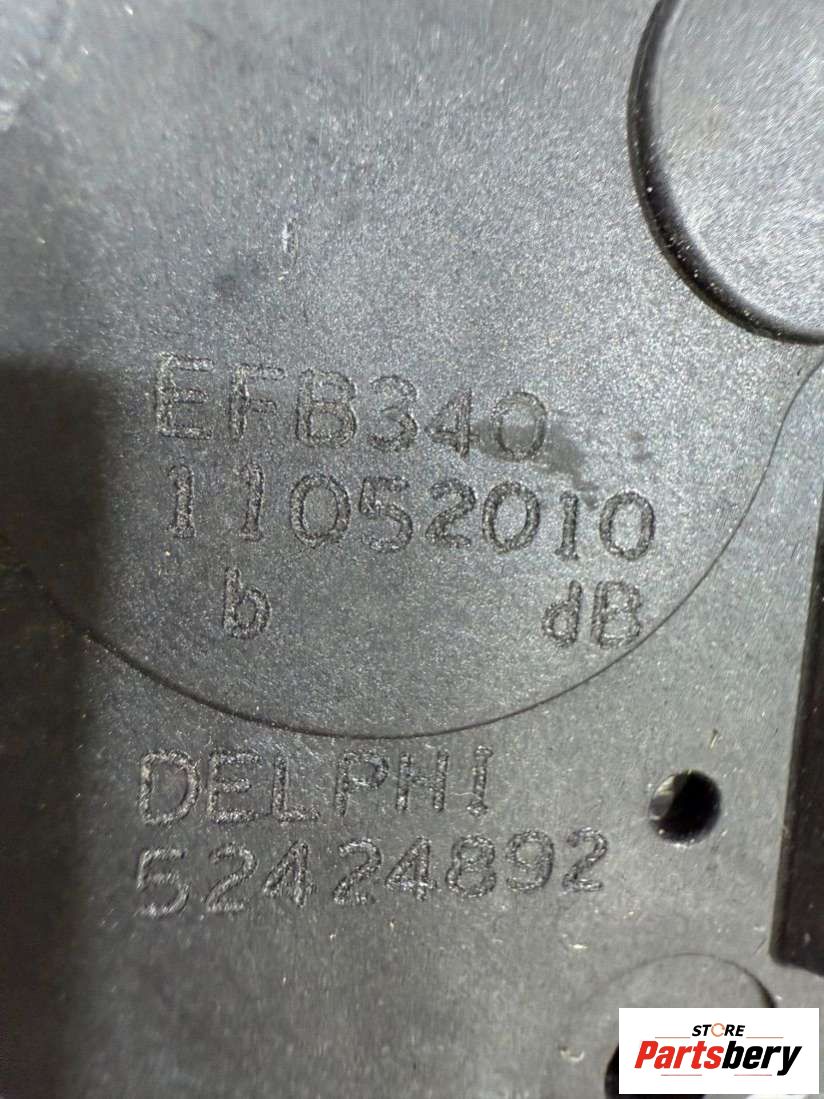 EFB340
11052010
b dB
DELPHI
52424892
STORE
Partsbery